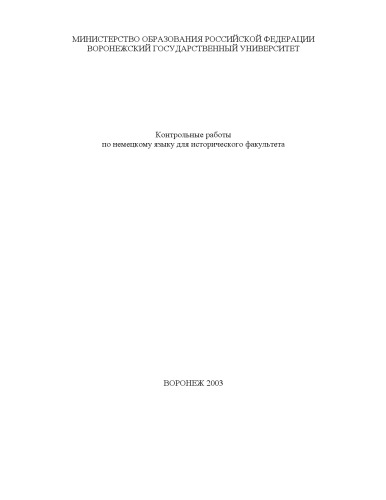 МИНИСТЕРСТВО ОБРАЗОВАНИЯ РОССИЙСКОЙ ФЕДЕРАЦИИ
ВОРОНЕЖСКИЙ ГОСУДАРСТВЕННЫЙ УНИВЕРСИТЕТ
Контрольные работы
по немецкому языку для исторического факультета
ВОРОНЕЖ 2003